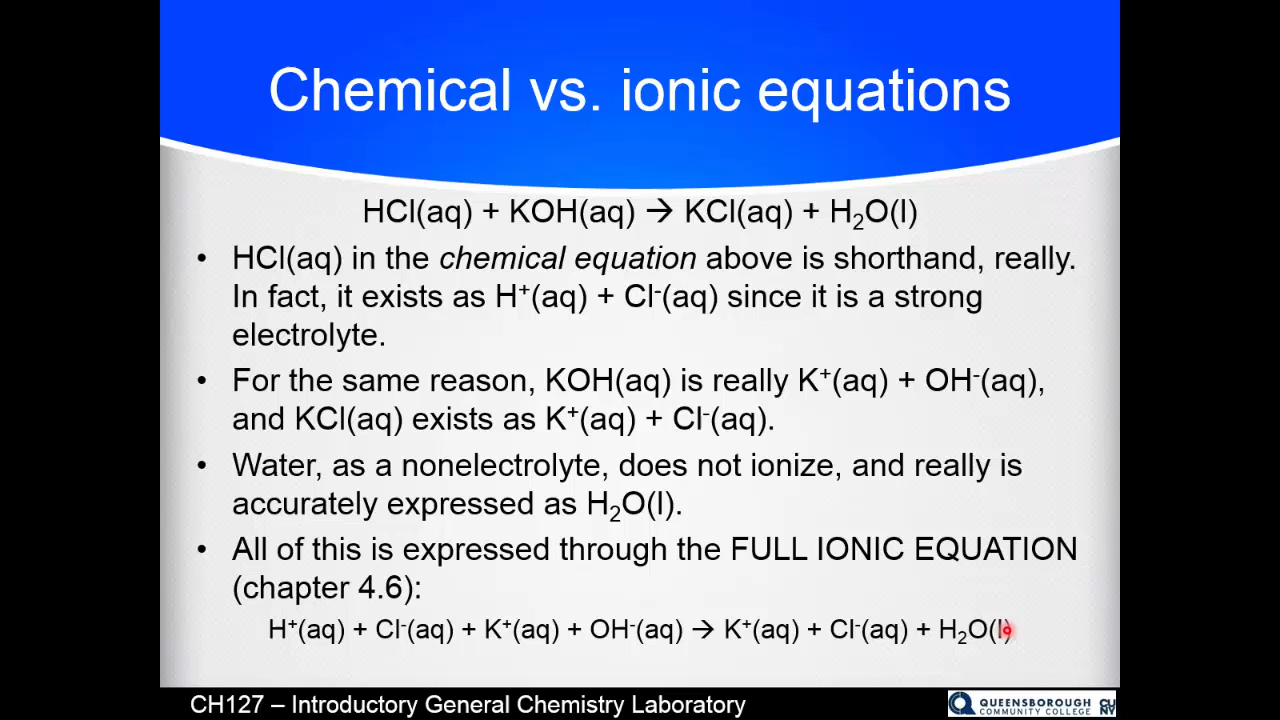 Chemical vs. ionic equations
HCl(aq) + KOH(aq) → KCl(aq) + H₂O(l)
• HCl(aq) in the chemical equation above is shorthand, really.
In fact, it exists as H⁺(aq) + Cl⁻(aq) since it is a strong
electrolyte.
• For the same reason, KOH(aq) is really K⁺(aq) + OH⁻(aq),
and KCl(aq) exists as K⁺(aq) + Cl⁻(aq).
• Water, as a nonelectrolyte, does not ionize, and really is
accurately expressed as H₂O(l).
• All of this is expressed through the FULL IONIC EQUATION
(chapter 4.6):
H⁺(aq) + Cl⁻(aq) + K⁺(aq) + OH⁻(aq) → K⁺(aq) + Cl⁻(aq) + H₂O(l)
CH127 – Introductory General Chemistry Laboratory
QUEENSBOROUGH
COMMUNITY COLLEGE
CU
NY